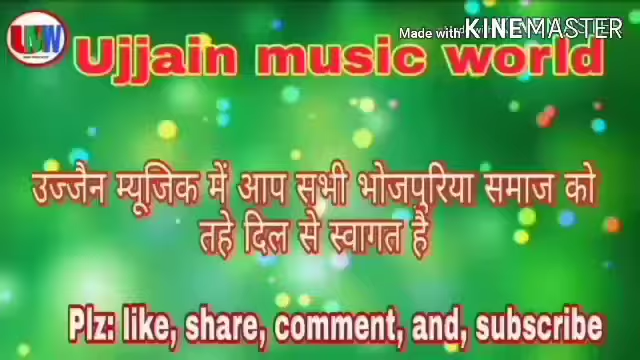 UMW
Made with KINEMASTER
Ujjain music world
उज्जैन म्यूजिक में आप सभी भोजपुरिया समाज को
तहे दिल से स्वागत हैं
Plz: like, share, comment, and, subscribe